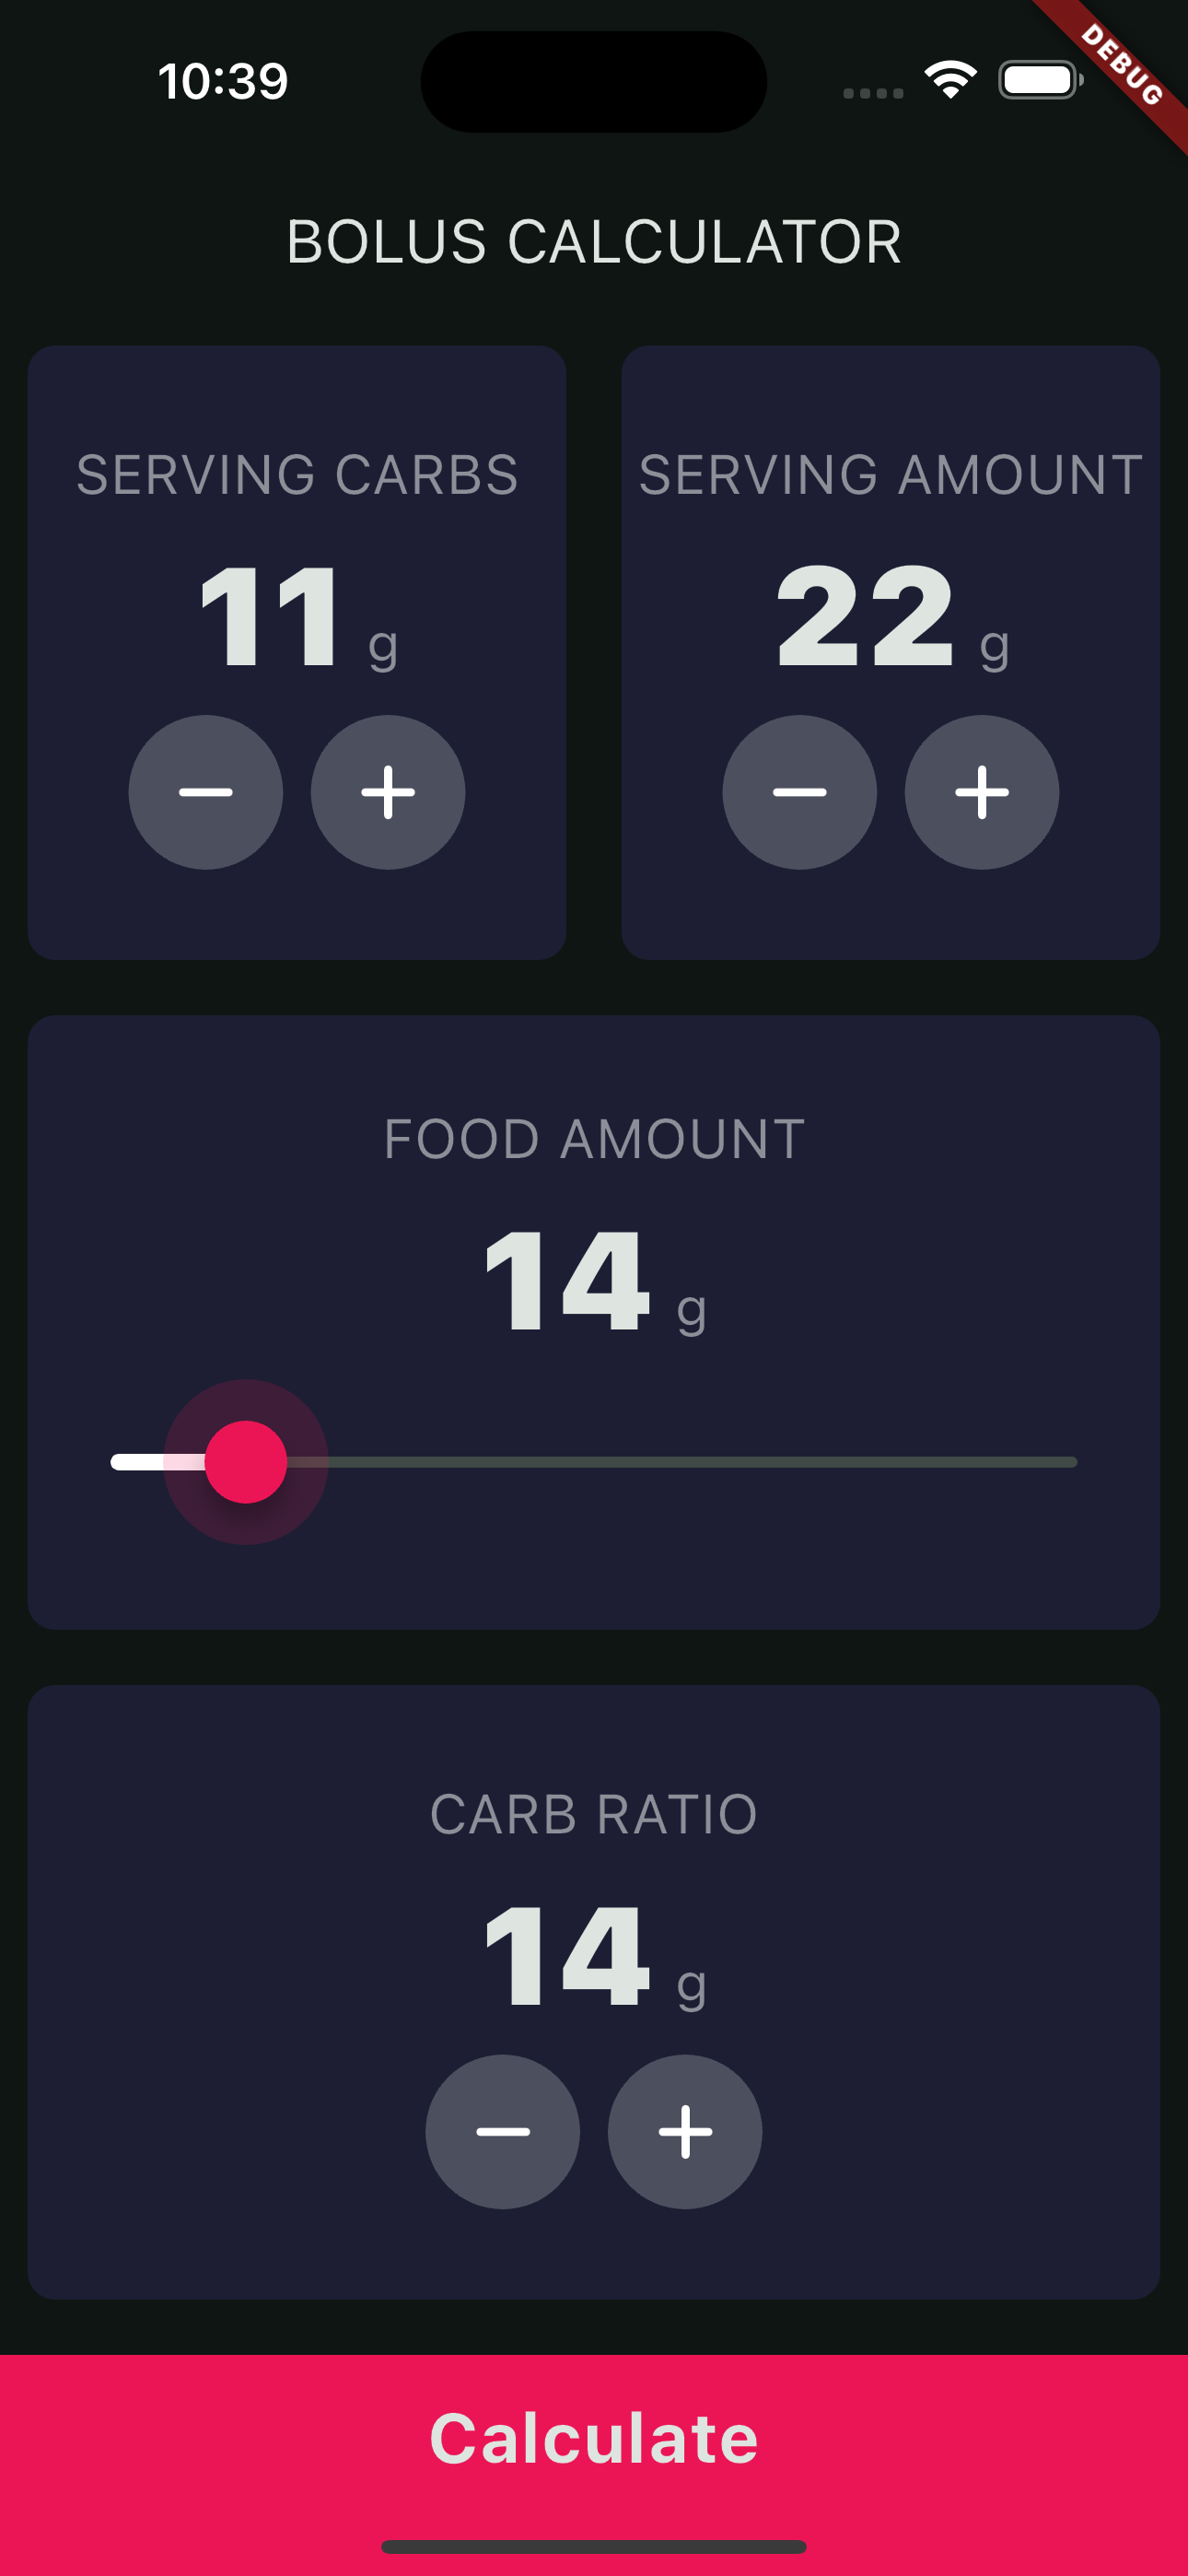 10:39
DEBUG
BOLUS CALCULATOR
SERVING CARBS
11 g
SERVING AMOUNT
22 g
FOOD AMOUNT
14 g
CARB RATIO
14 g
Calculate